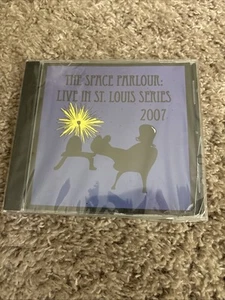 THE SPACE PARLOUR:
LIVE IN ST. LOUIS SERIES
2007